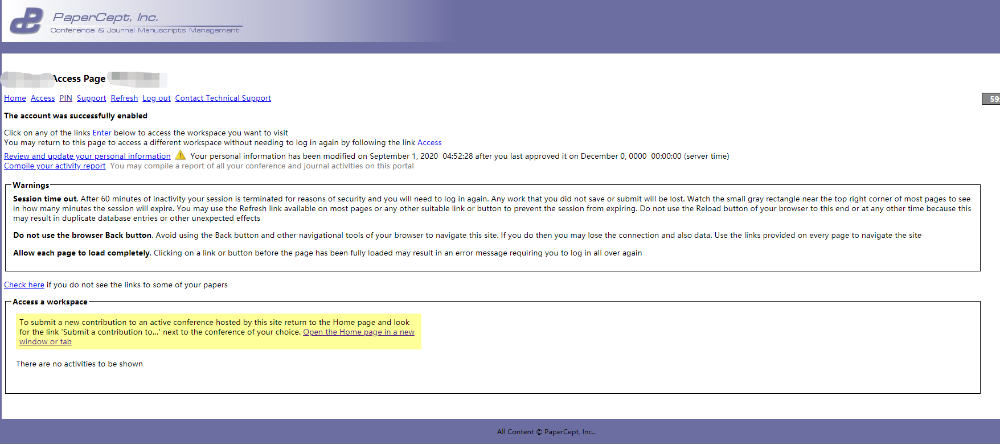 PaperCept, Inc.
Conference & Journal Manuscripts Management
Access Page
Home Access PIN Support Refresh Log out Contact Technical Support
59
The account was successfully enabled
Click on any of the links Enter below to access the workspace you want to visit
You may return to this page to access a different workspace without needing to log in again by following the link Access
Review and update your personal information Your personal information has been modified on September 1, 2020 04:52:28 after you last approved it on December 0, 0000 00:00:00 (server time)
Compile your activity report You may compile a report of all your conference and journal activities on this portal
Warnings
Session time out. After 60 minutes of inactivity your session is terminated for reasons of security and you will need to log in again. Any work that you did not save or submit will be lost. Watch the small gray rectangle near the top right corner of most pages to see
in how many minutes the session will expire. You may use the Refresh link available on most pages or any other suitable link or button to prevent the session from expiring. Do not use the Reload button of your browser to this end or at any other time because this
may result in duplicate database entries or other unexpected effects
Do not use the browser Back button. Avoid using the Back button and other navigational tools of your browser to navigate this site. If you do then you may lose the connection and also data. Use the links provided on every page to navigate the site
Allow each page to load completely. Clicking on a link or button before the page has been fully loaded may result in an error message requiring you to log in all over again
Check here if you do not see the links to some of your papers
Access a workspace
To submit a new contribution to an active conference hosted by this site return to the Home page and look
for the link 'Submit a contribution to...' next to the conference of your choice. Open the Home page in a new
window or tab
There are no activities to be shown
All Content © PaperCept, Inc..